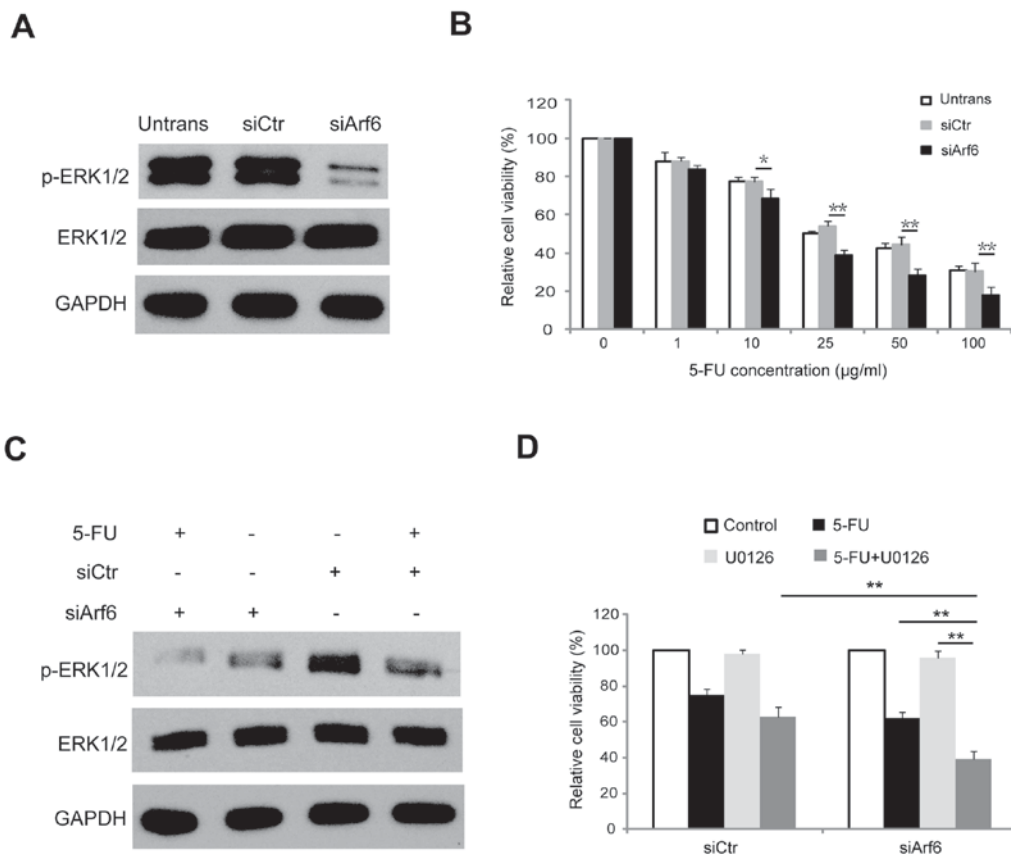 A
Untrans siCtr siArf6
p-ERK1/2
ERK1/2
GAPDH
B
Untrans
siCtr
siArf6
Relative cell viability (%)
120
100
80
60
40
20
0
* ** ** **
0 1 10 25 50 100
5-FU concentration (µg/ml)
C
5-FU + - - +
siCtr - - + +
siArf6 + + - -
p-ERK1/2
ERK1/2
GAPDH
D
Control 5-FU
U0126 5-FU+U0126
**
**
**
Relative cell viability (%)
120
100
80
60
40
20
0
siCtr siArf6